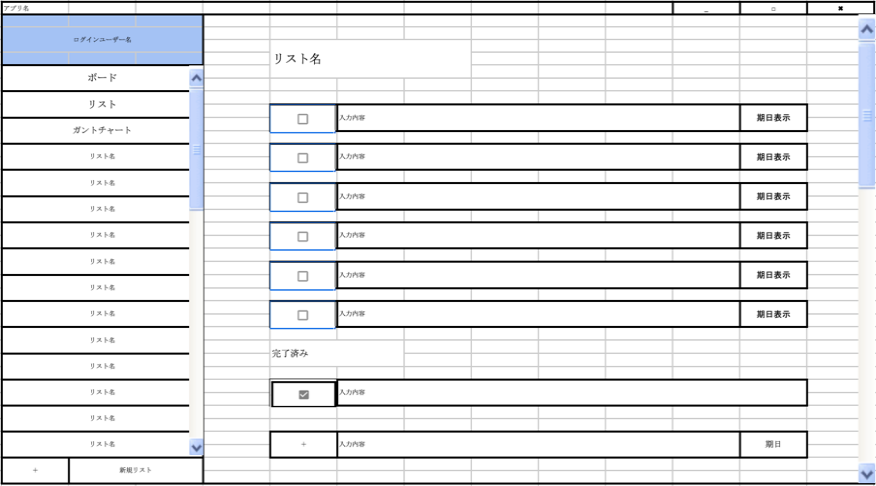 アプリ名
_ □ ✖
ログインユーザー名
ボード
リスト
ガントチャート
リスト名
リスト名
リスト名
リスト名
リスト名
リスト名
リスト名
リスト名
リスト名
リスト名
リスト名
リスト名
+ 新規リスト
リスト名
入力内容 期日表示
入力内容 期日表示
入力内容 期日表示
入力内容 期日表示
入力内容 期日表示
入力内容 期日表示
完了済み
入力内容
+ 入力内容 期日